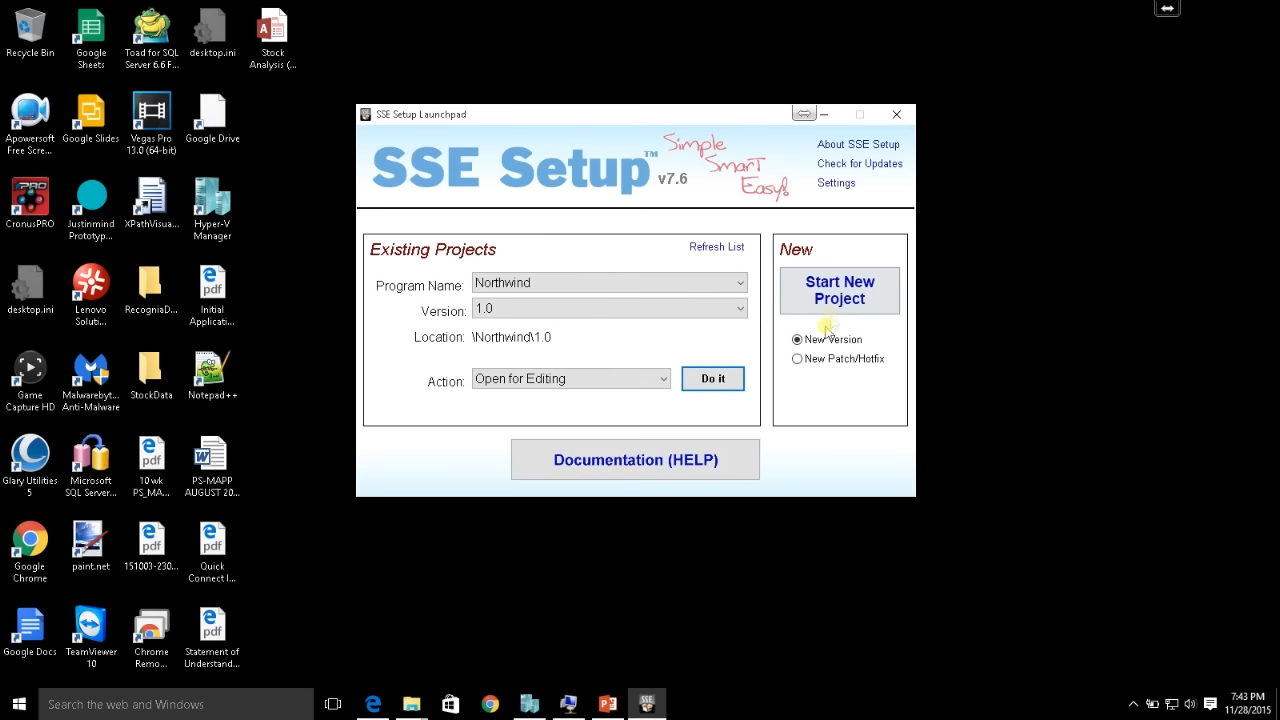 Recycle Bin
Google
Sheets
Toad for SQL
Server 6.6 F...
desktop.ini
Stock
Analysis (...
Apowersoft
Free Scre...
Google Slides
Vegas Pro
13.0 (64-bit)
Google Drive
CronusPRO
Justinmind
Prototyp...
XPathVisua...
Hyper-V
Manager
desktop.ini
Lenovo
Soluti...
RecogniaD...
Initial
Applicati...
Game
Capture HD
Malwarebyt...
Anti-Malware
StockData
Notepad++
Glary Utilities
5
Microsoft
SQL Server...
10 wk
PS_MA...
PS-MAPP
AUGUST 20...
Google
Chrome
paint.net
151003-230...
Quick
Connect I...
Google Docs
TeamViewer
10
Chrome
Remo...
Statement of
Understand...
SSE Setup Launchpad
SSE Setup™ v7.6
Simple
Smart
Easy!
About SSE Setup
Check for Updates
Settings
Existing Projects
Refresh List
Program Name: Northwind
Version: 1.0
Location: \Northwind\1.0
Action: Open for Editing
Do it
New
Start New
Project
New Version
New Patch/Hotfix
Documentation (HELP)
Search the web and Windows
7:43 PM
11/28/2015